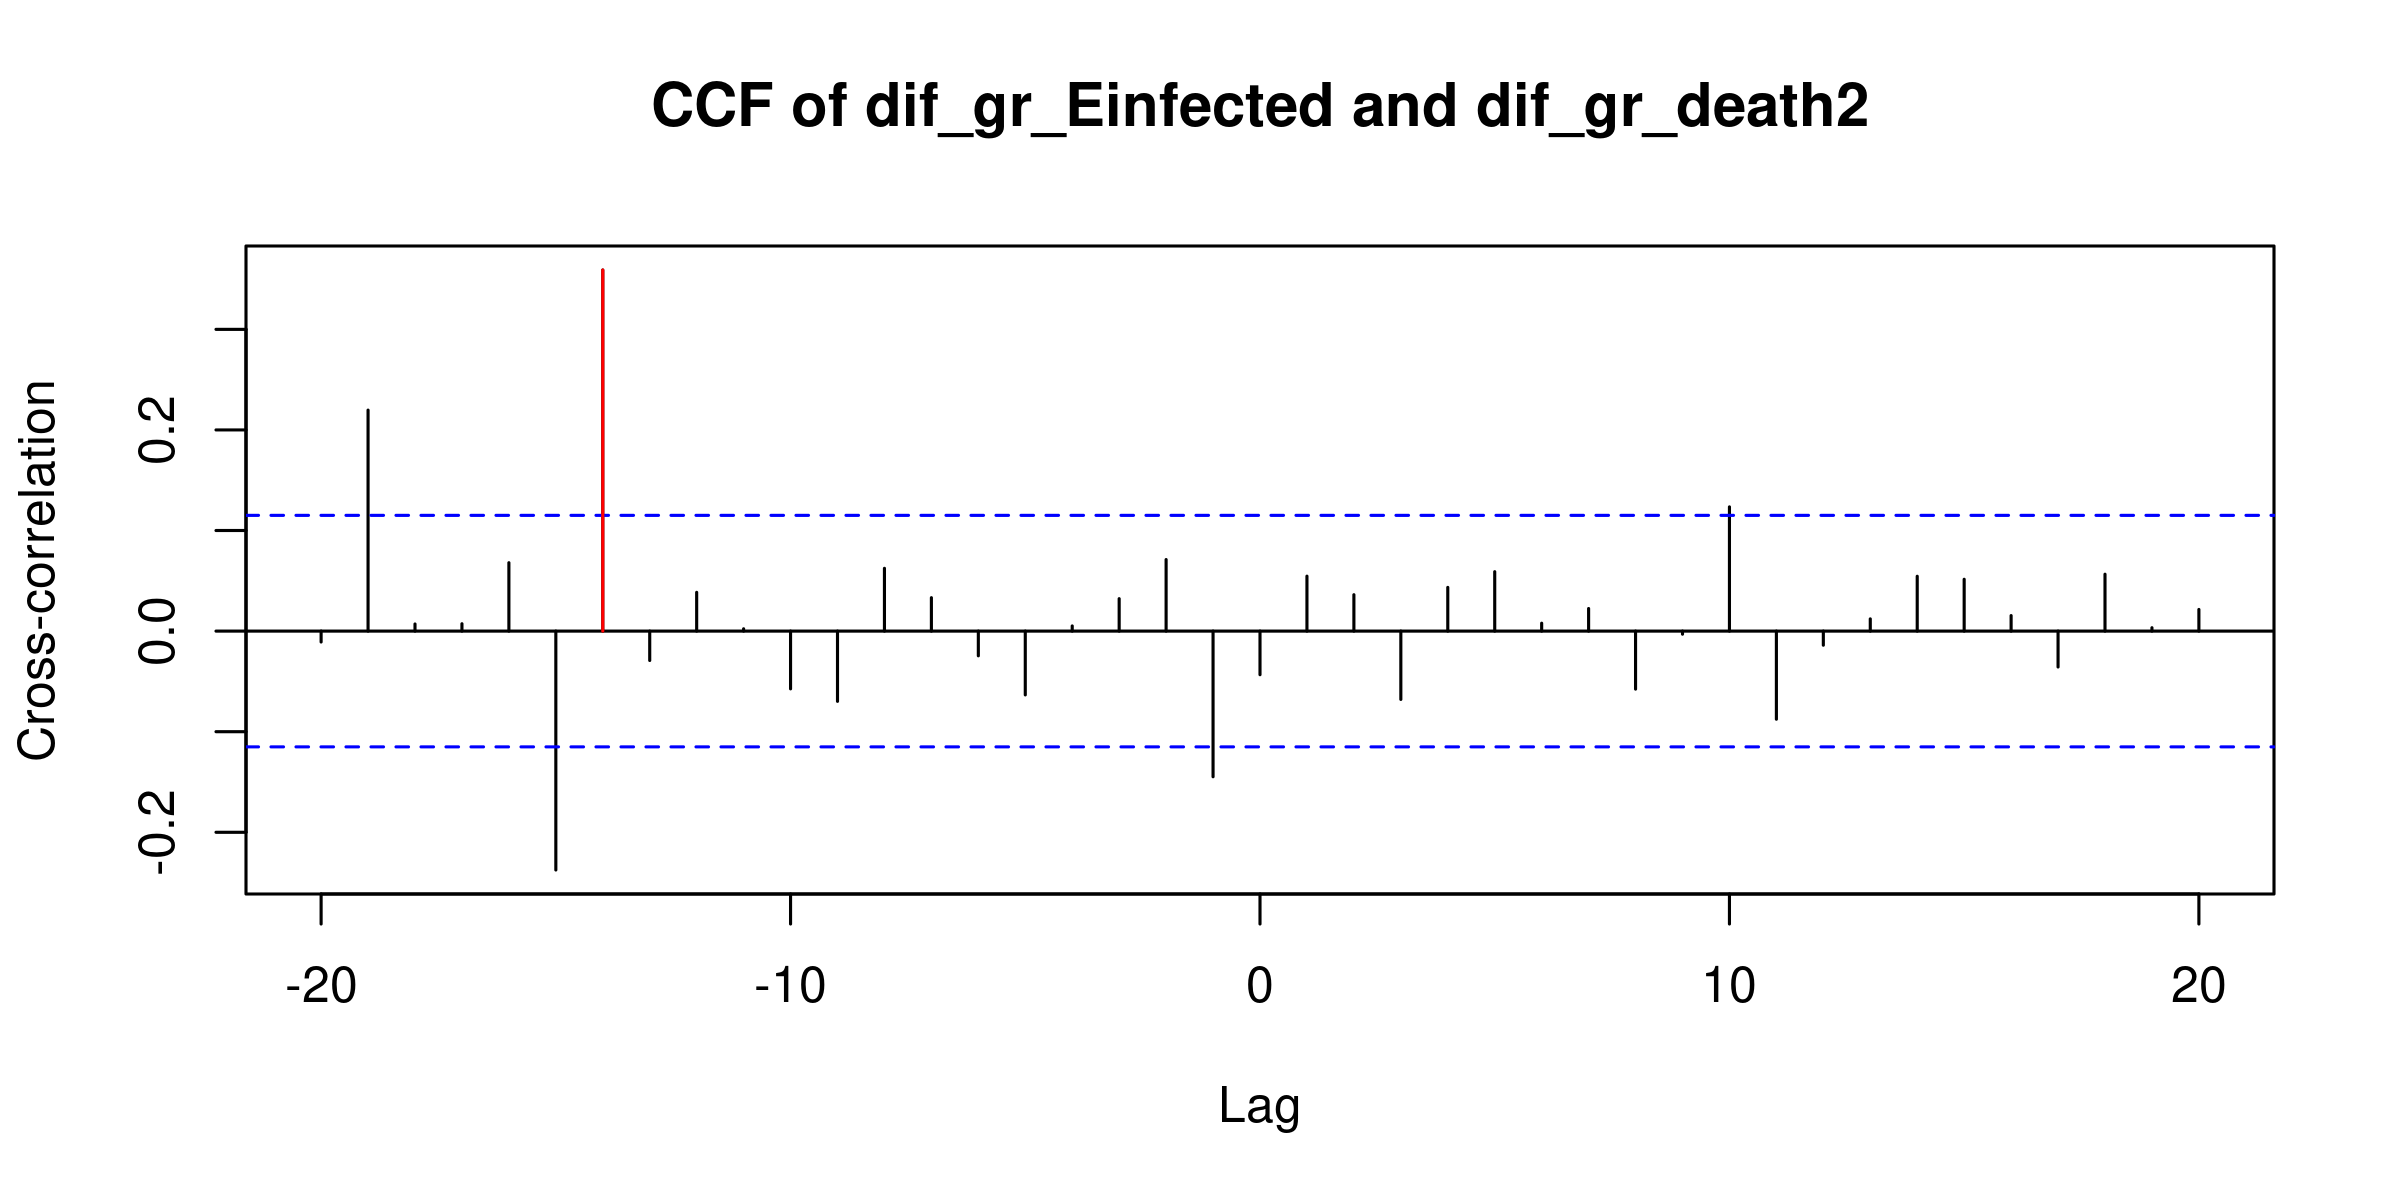 CCF of dif_gr_Einfected and dif_gr_death2
Cross-correlation
0.2
0.0
-0.2
-20 -10 0 10 20
Lag